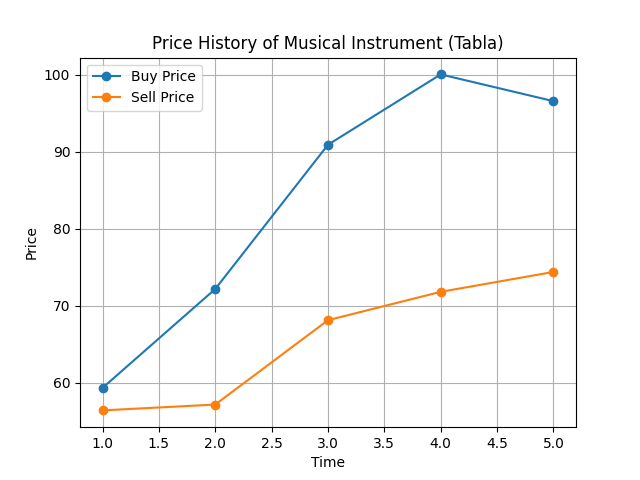 Price History of Musical Instrument (Tabla)
Buy Price
Sell Price
100
90
80
70
60
Price
1.0 1.5 2.0 2.5 3.0 3.5 4.0 4.5 5.0
Time